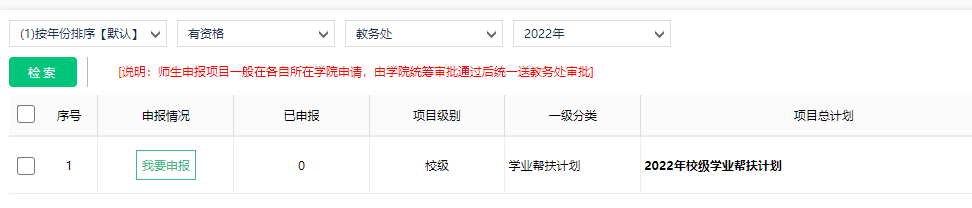 (1)按年份排序【默认】 有资格 教务处 2022年
检 索 [说明：师生申报项目一般在各自所在学院申请，由学院统筹审批通过后统一送教务处审批]
序号 申报情况 已申报 项目级别 一级分类 项目总计划
1 我要申报 0 校级 学业帮扶计划 2022年校级学业帮扶计划